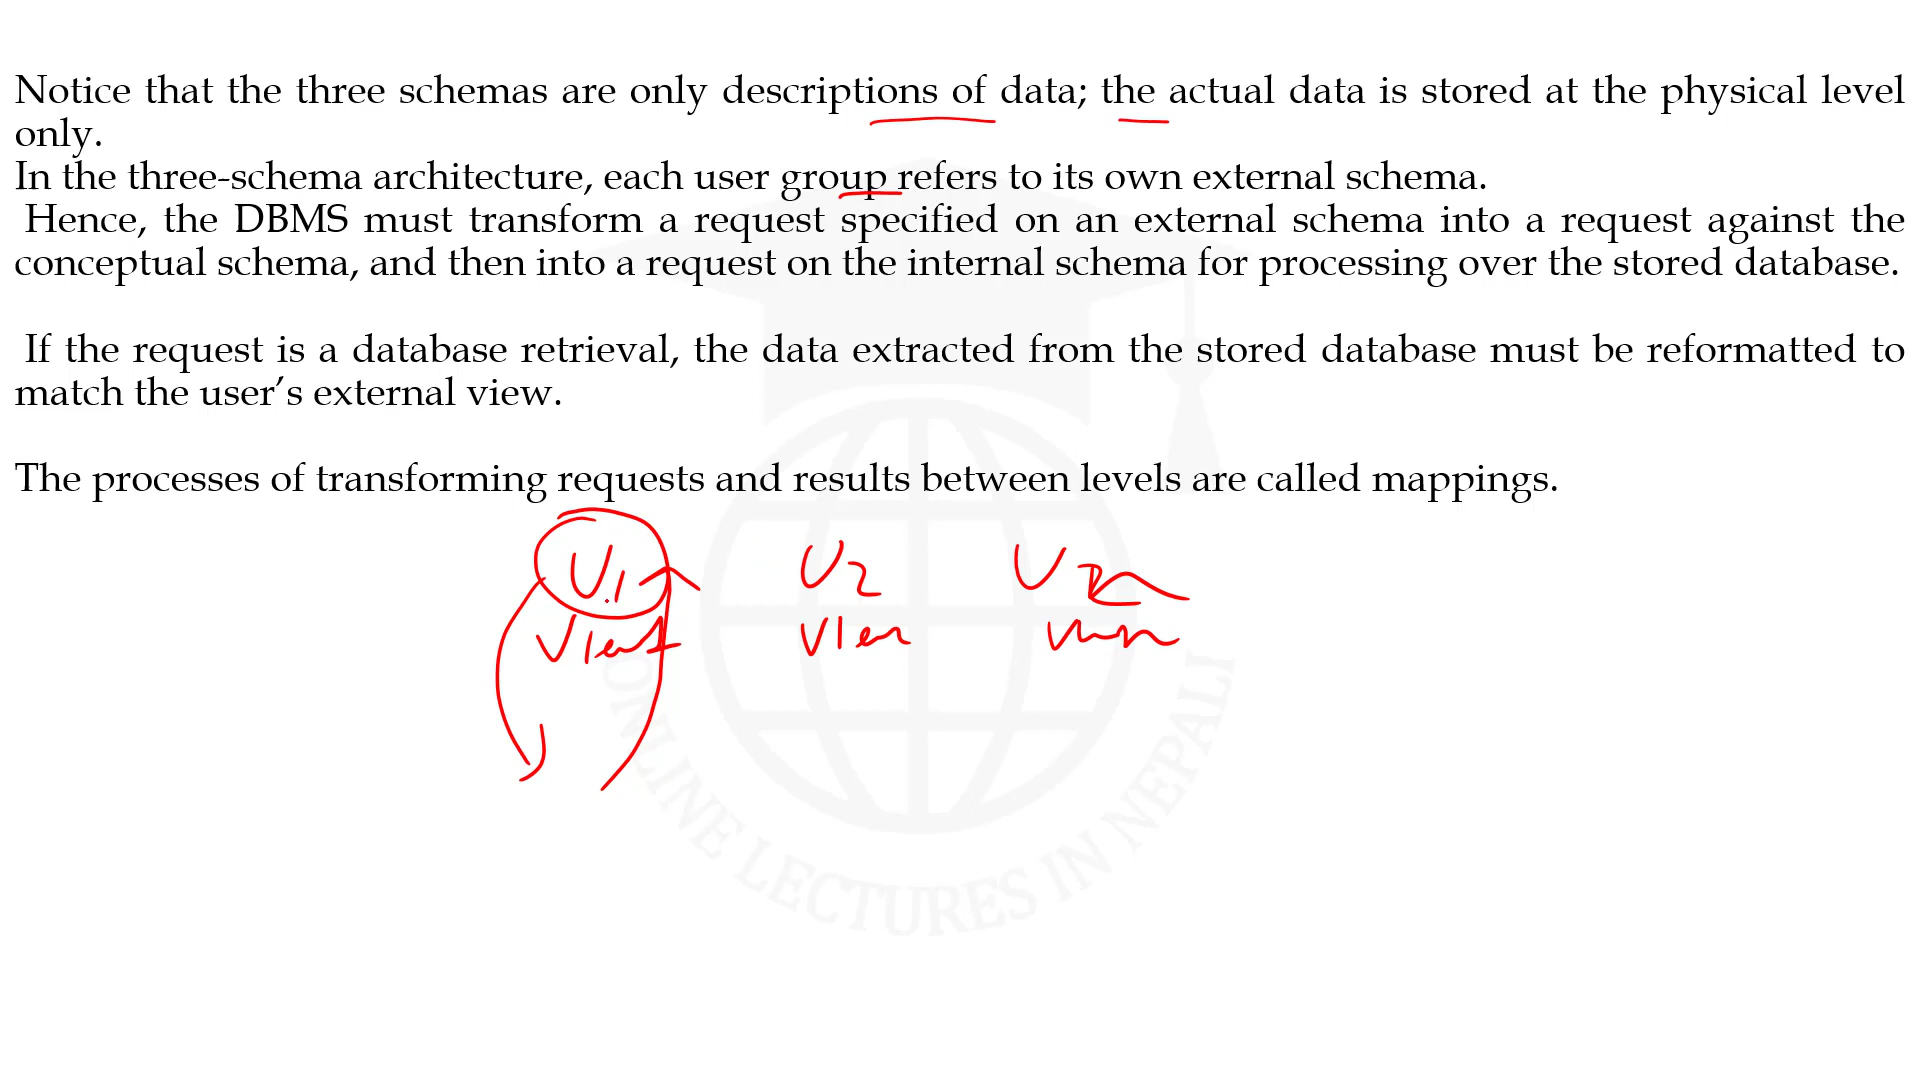 Notice that the three schemas are only descriptions of data; the actual data is stored at the physical level
only.
In the three-schema architecture, each user group refers to its own external schema.
Hence, the DBMS must transform a request specified on an external schema into a request against the
conceptual schema, and then into a request on the internal schema for processing over the stored database.
If the request is a database retrieval, the data extracted from the stored database must be reformatted to
match the user’s external view.
The processes of transforming requests and results between levels are called mappings.
U1 U2 U
View1 View
ONLINE LECTURES IN NEPALI